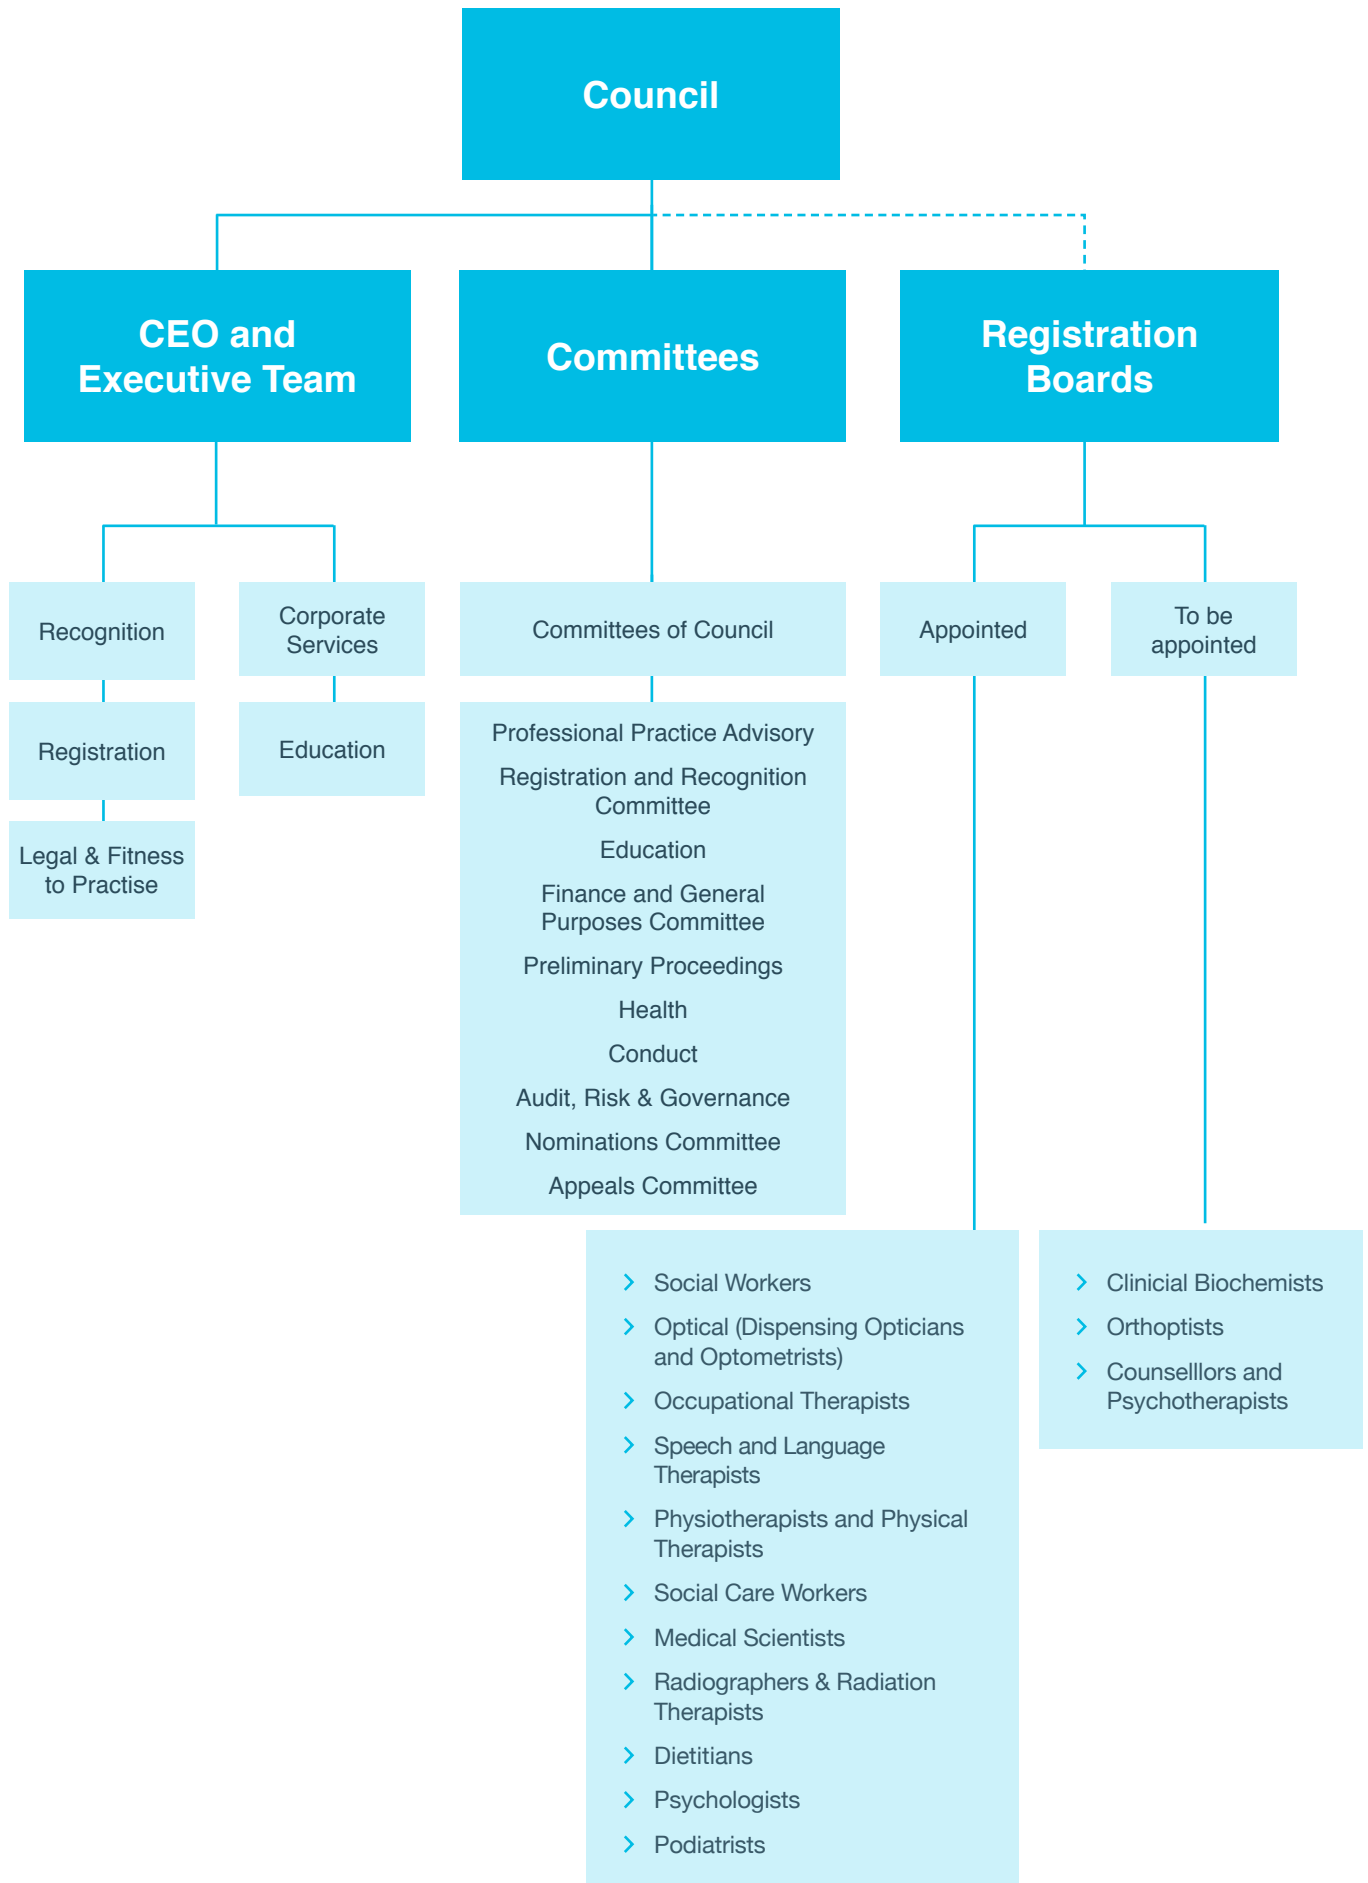 Council
CEO and
Executive Team
Committees
Registration
Boards
Recognition
Registration
Legal & Fitness
to Practise
Corporate
Services
Education
Committees of Council
Professional Practice Advisory
Registration and Recognition
Committee
Education
Finance and General
Purposes Committee
Preliminary Proceedings
Health
Conduct
Audit, Risk & Governance
Nominations Committee
Appeals Committee
Appointed
To be
appointed
Social Workers
Optical (Dispensing Opticians
and Optometrists)
Occupational Therapists
Speech and Language
Therapists
Physiotherapists and Physical
Therapists
Social Care Workers
Medical Scientists
Radiographers & Radiation
Therapists
Dietitians
Psychologists
Podiatrists
Clinicial Biochemists
Orthoptists
Counselllors and
Psychotherapists